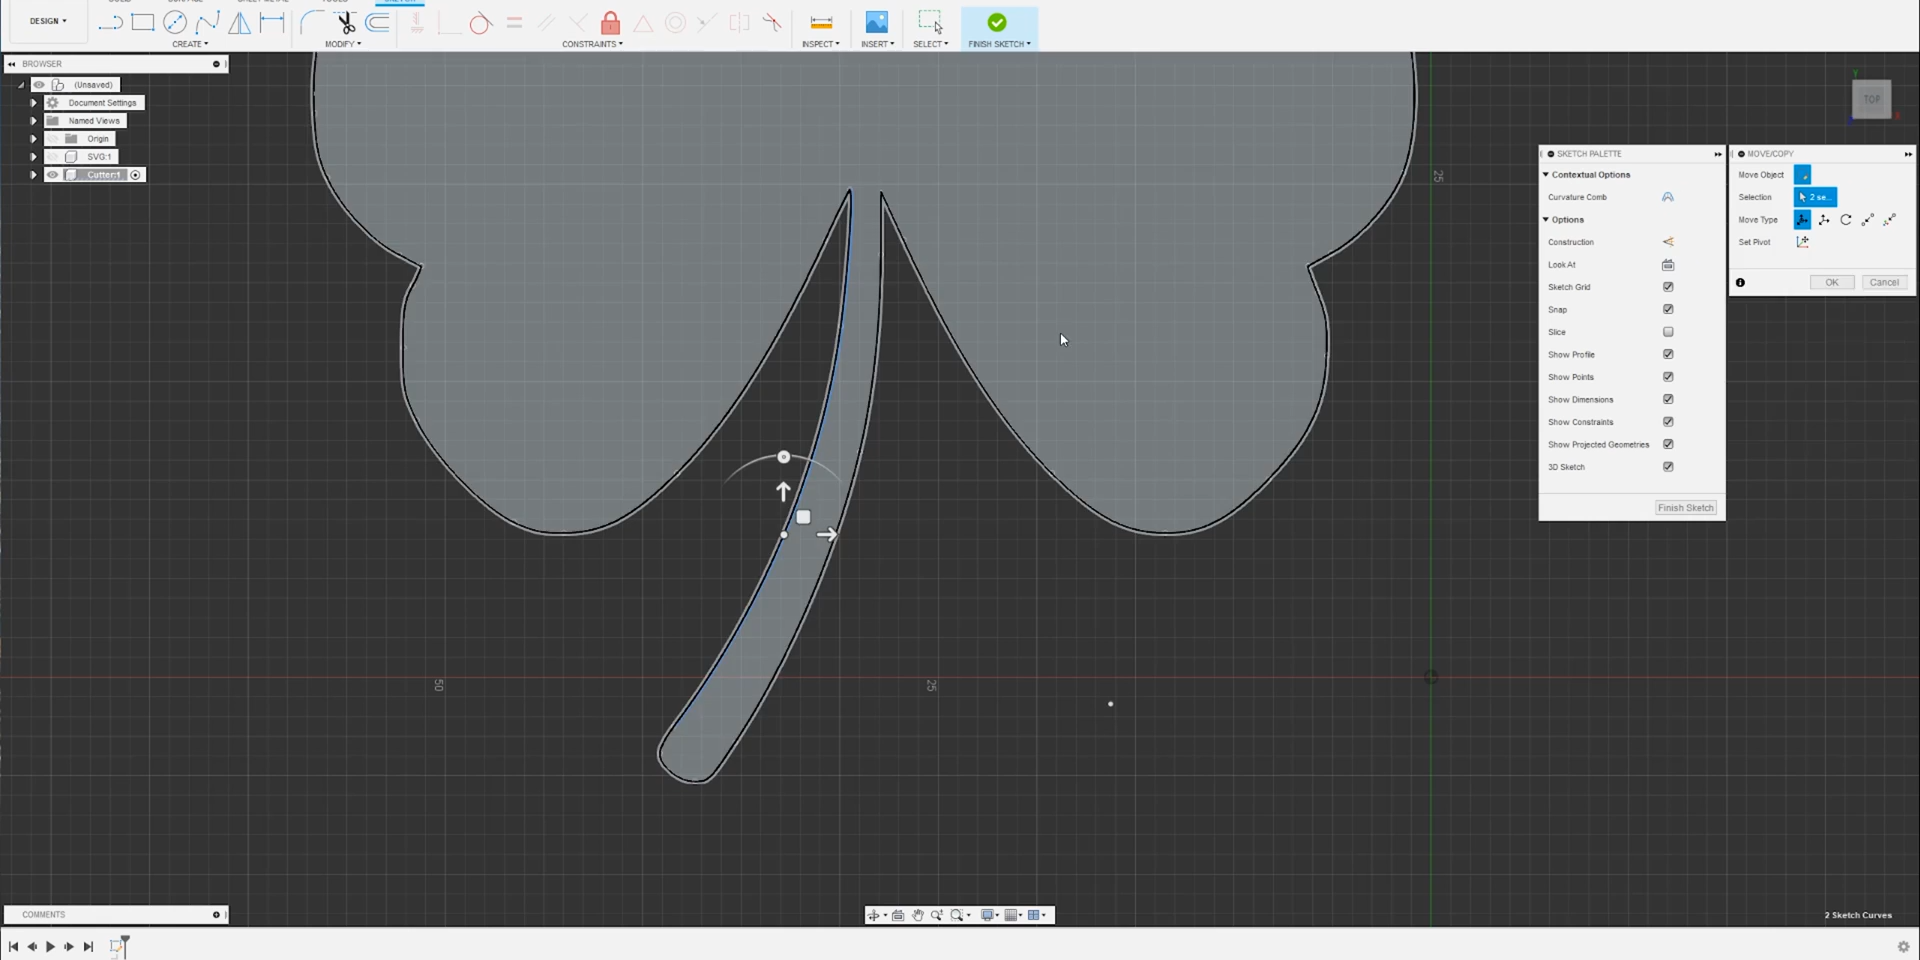 DESIGN
SKETCH
CREATE
MODIFY
CONSTRAINTS
INSPECT
INSERT
SELECT
FINISH SKETCH
BROWSER
(Unsaved)
Document Settings
Named Views
Origin
SVG:1
Cutter:1
TOP
Y
X
25
50
25
SKETCH PALETTE
Contextual Options
Curvature Comb
Options
Construction
Look At
Sketch Grid
Snap
Slice
Show Profile
Show Points
Show Dimensions
Show Constraints
Show Projected Geometries
3D Sketch
Finish Sketch
MOVE/COPY
Move Object
Selection
2 se...
Move Type
Set Pivot
OK
Cancel
COMMENTS
2 Sketch Curves